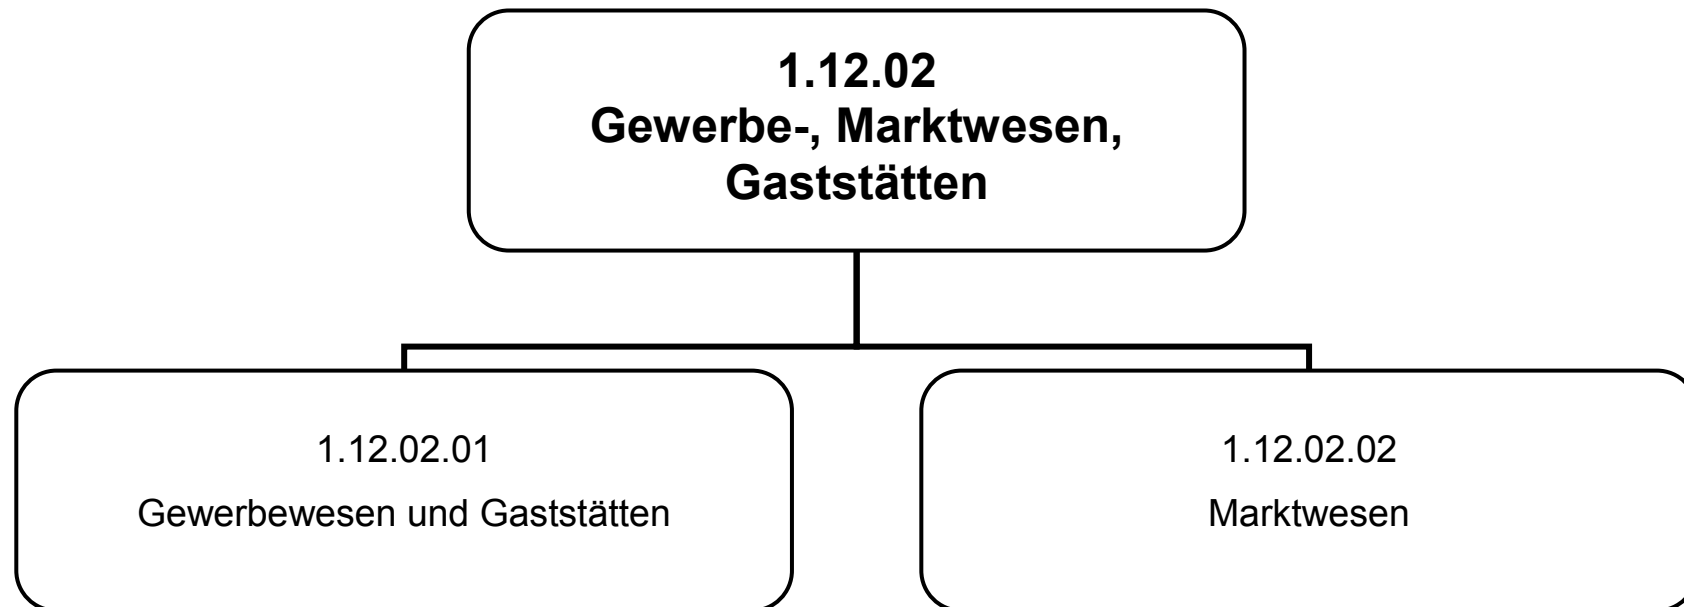 1.12.02
Gewerbe-, Marktwesen,
Gaststätten
1.12.02.01
Gewerbewesen und Gaststätten
1.12.02.02
Marktwesen